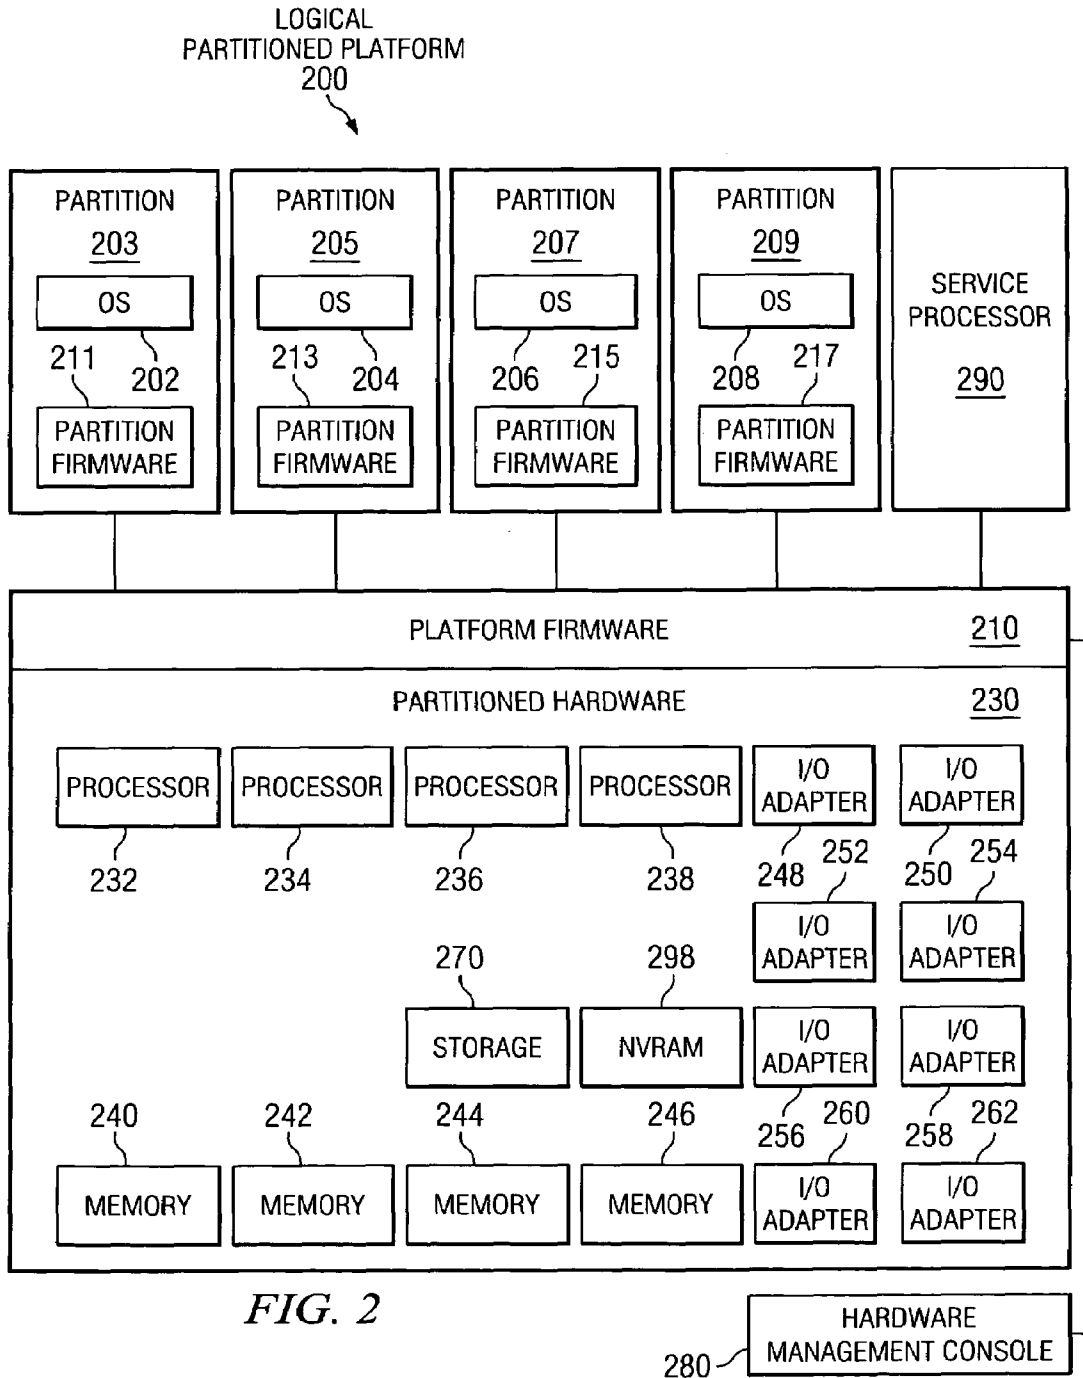 LOGICAL
PARTITIONED PLATFORM
200
PARTITION
203
OS
211
202
PARTITION
FIRMWARE
PARTITION
205
OS
213
204
PARTITION
FIRMWARE
PARTITION
207
OS
206
215
PARTITION
FIRMWARE
PARTITION
209
OS
208
217
PARTITION
FIRMWARE
SERVICE
PROCESSOR
290
PLATFORM FIRMWARE 210
PARTITIONED HARDWARE 230
PROCESSOR
232
PROCESSOR
234
PROCESSOR
236
PROCESSOR
238
I/O
ADAPTER
248
I/O
ADAPTER
250
252
I/O
ADAPTER
254
I/O
ADAPTER
270
STORAGE
298
NVRAM
I/O
ADAPTER
256
I/O
ADAPTER
258
240
MEMORY
242
MEMORY
244
MEMORY
246
MEMORY
260
I/O
ADAPTER
262
I/O
ADAPTER
FIG. 2
HARDWARE
MANAGEMENT CONSOLE
280